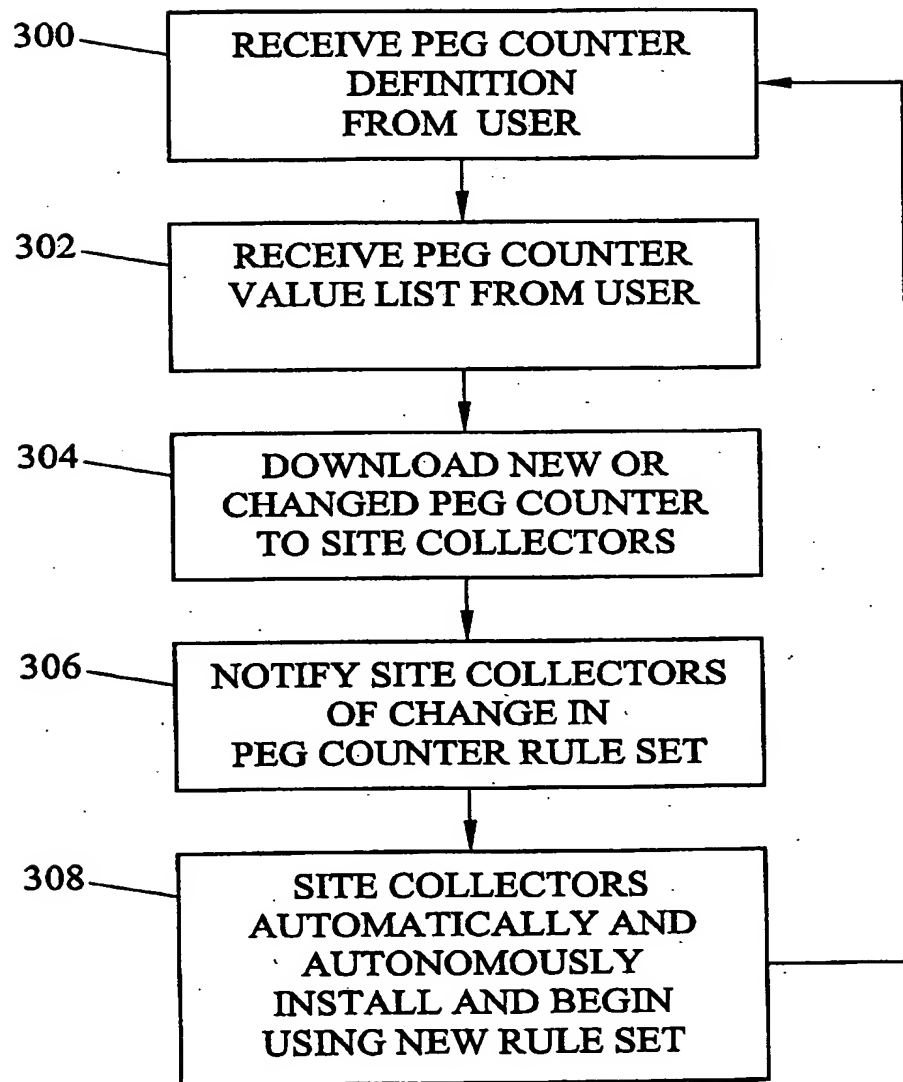 300
RECEIVE PEG COUNTER
DEFINITION
FROM USER
302
RECEIVE PEG COUNTER
VALUE LIST FROM USER
304
DOWNLOAD NEW OR
CHANGED PEG COUNTER
TO SITE COLLECTORS
306
NOTIFY SITE COLLECTORS
OF CHANGE IN
PEG COUNTER RULE SET
308
SITE COLLECTORS
AUTOMATICALLY AND
AUTONOMOUSLY
INSTALL AND BEGIN
USING NEW RULE SET